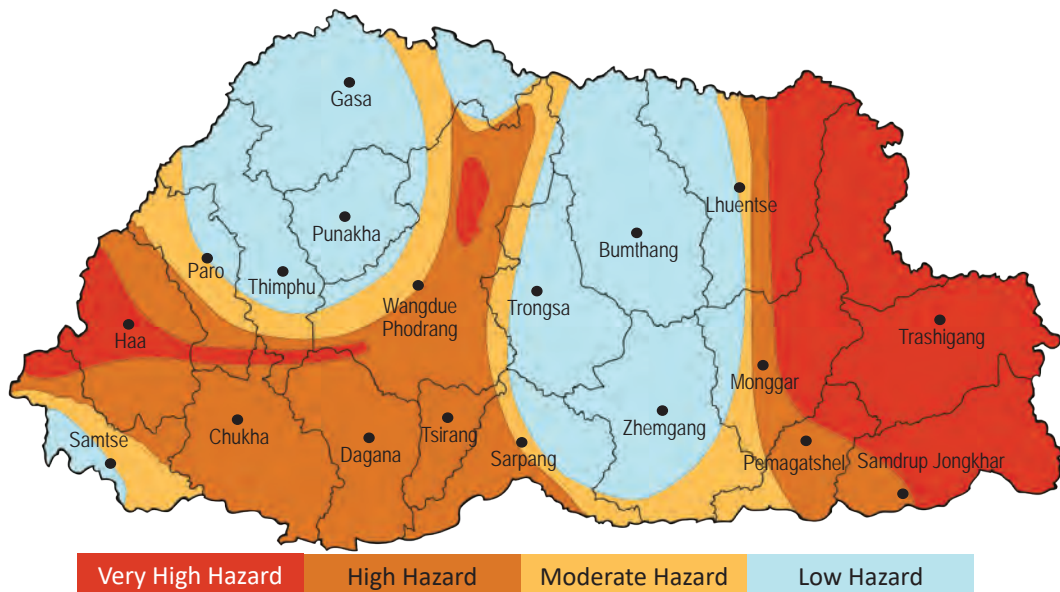 Gasa
Punakha
Paro
Thimphu
Wangdue
Phodrang
Haa
Lhuentse
Bumthang
Trongsa
Trashigang
Monggar
Samtse
Chukha
Dagana
Tsirang
Sarpang
Zhemgang
Pemagatshel
Samdrup Jongkhar
Very High Hazard
High Hazard
Moderate Hazard
Low Hazard